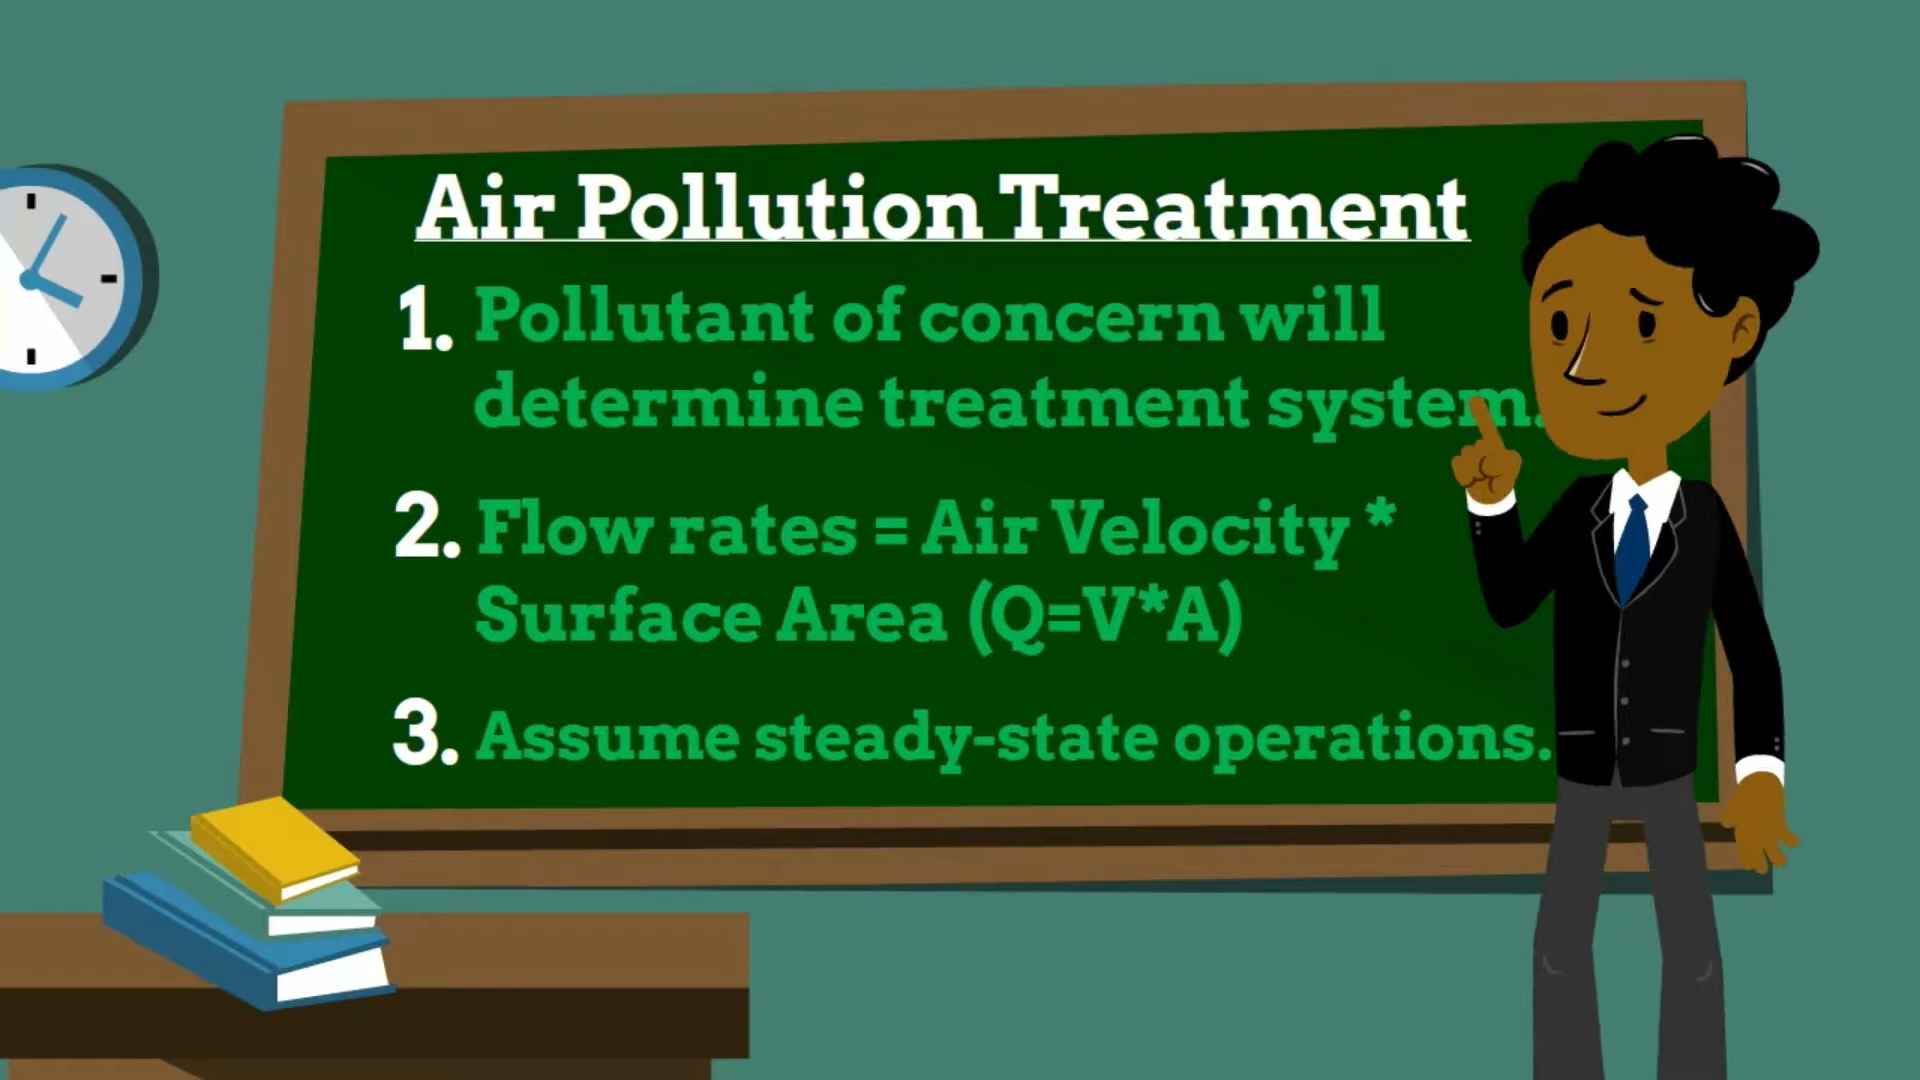 Air Pollution Treatment
1. Pollutant of concern will
determine treatment system.
2. Flow rates = Air Velocity *
Surface Area (Q=V*A)
3. Assume steady-state operations.